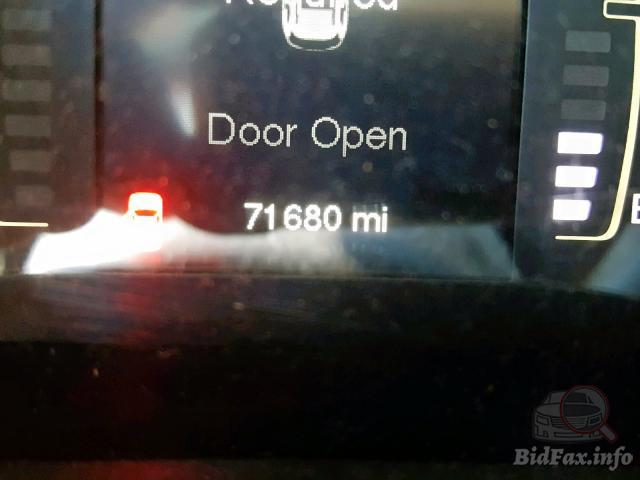 Door Open
71680 mi
E
BidFax.info